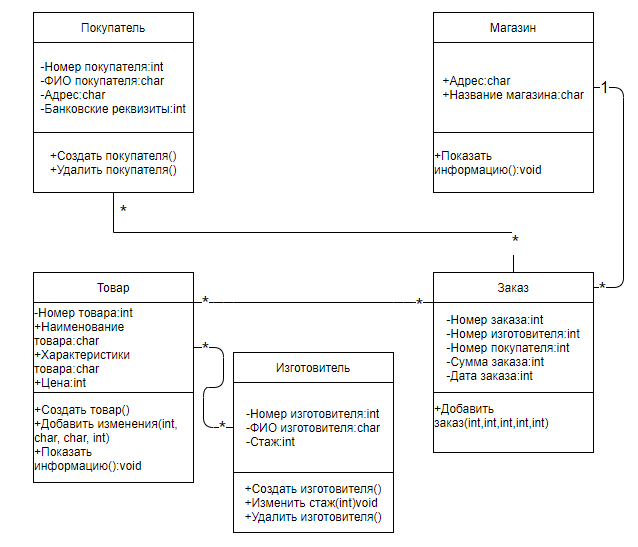 Покупатель
-Номер покупателя:int
-ФИО покупателя:char
-Адрес:char
-Банковские реквизиты:int
+Создать покупателя()
+Удалить покупателя()
Магазин
+Адрес:char
+Название магазина:char
+Показать
информацию():void
1
*
*
*
Товар
-Номер товара:int
+Наименование
товара:char
+Характеристики
товара:char
+Цена:int
+Создать товар()
+Добавить изменения(int,
char, char, int)
+Показать
информацию():void
*
*
*
*
Изготовитель
-Номер изготовителя:int
-ФИО изготовителя:char
-Стаж:int
+Создать изготовителя()
+Изменить стаж(int)void
+Удалить изготовителя()
Заказ
-Номер заказа:int
-Номер изготовителя:int
-Номер покупателя:int
-Сумма заказа:int
-Дата заказа:int
+Добавить
заказ(int,int,int,int,int)